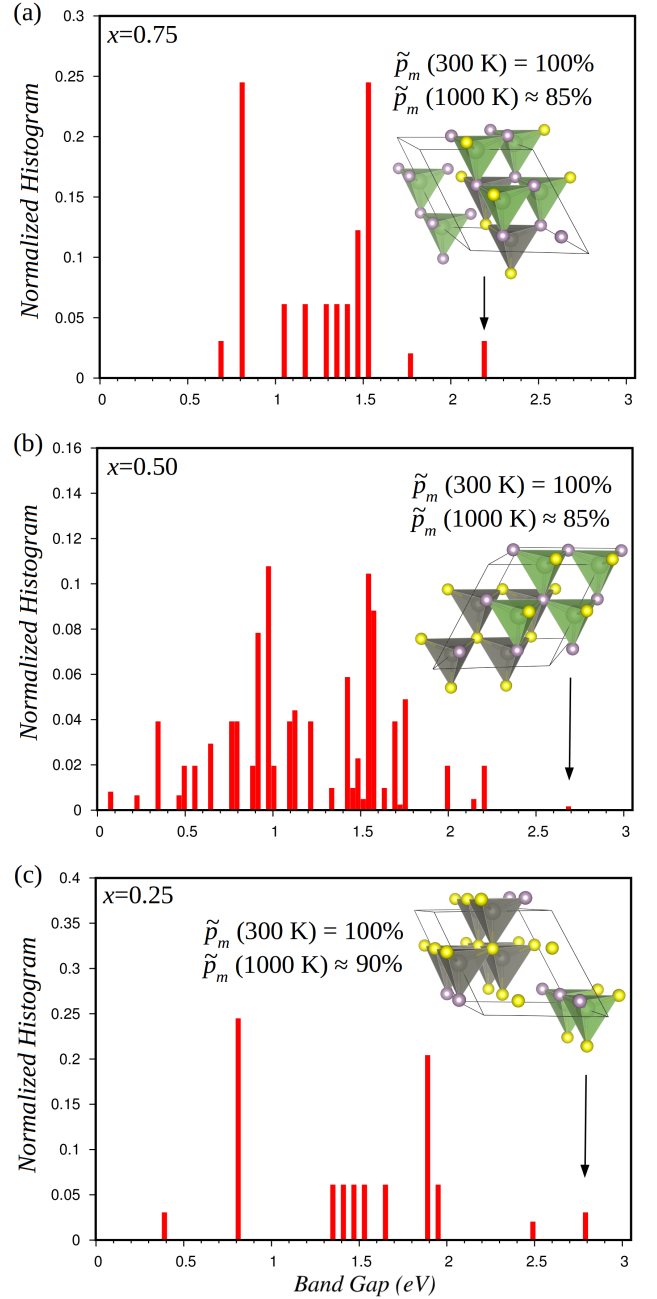 (a)
x=0.75
p̃m (300 K) = 100%
p̃m (1000 K) ≈ 85%
Normalized Histogram
0.3
0.25
0.2
0.15
0.1
0.05
0
0 0.5 1 1.5 2 2.5 3
(b)
x=0.50
p̃m (300 K) = 100%
p̃m (1000 K) ≈ 85%
Normalized Histogram
0.16
0.14
0.12
0.1
0.08
0.06
0.04
0.02
0
0 0.5 1 1.5 2 2.5 3
(c)
x=0.25
p̃m (300 K) = 100%
p̃m (1000 K) ≈ 90%
Normalized Histogram
0.4
0.35
0.3
0.25
0.2
0.15
0.1
0.05
0
0 0.5 1 1.5 2 2.5 3
Band Gap (eV)